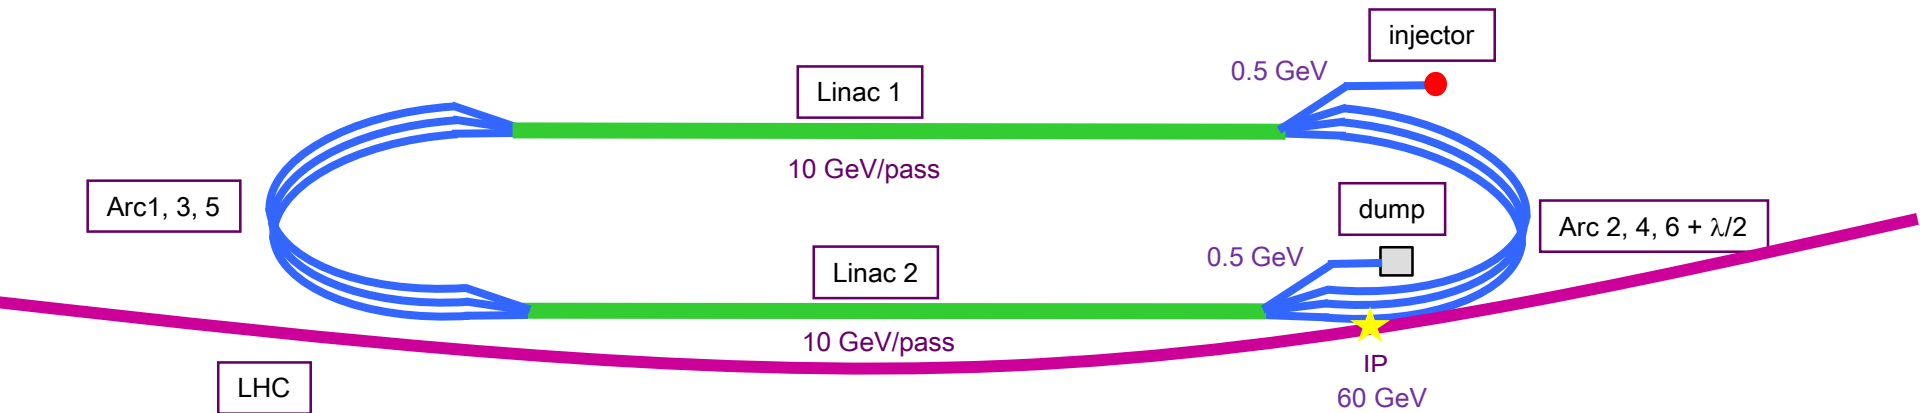 injector
0.5 GeV
Linac 1
10 GeV/pass
Arc1, 3, 5
dump
Arc 2, 4, 6 + λ/2
0.5 GeV
Linac 2
10 GeV/pass
IP
60 GeV
LHC